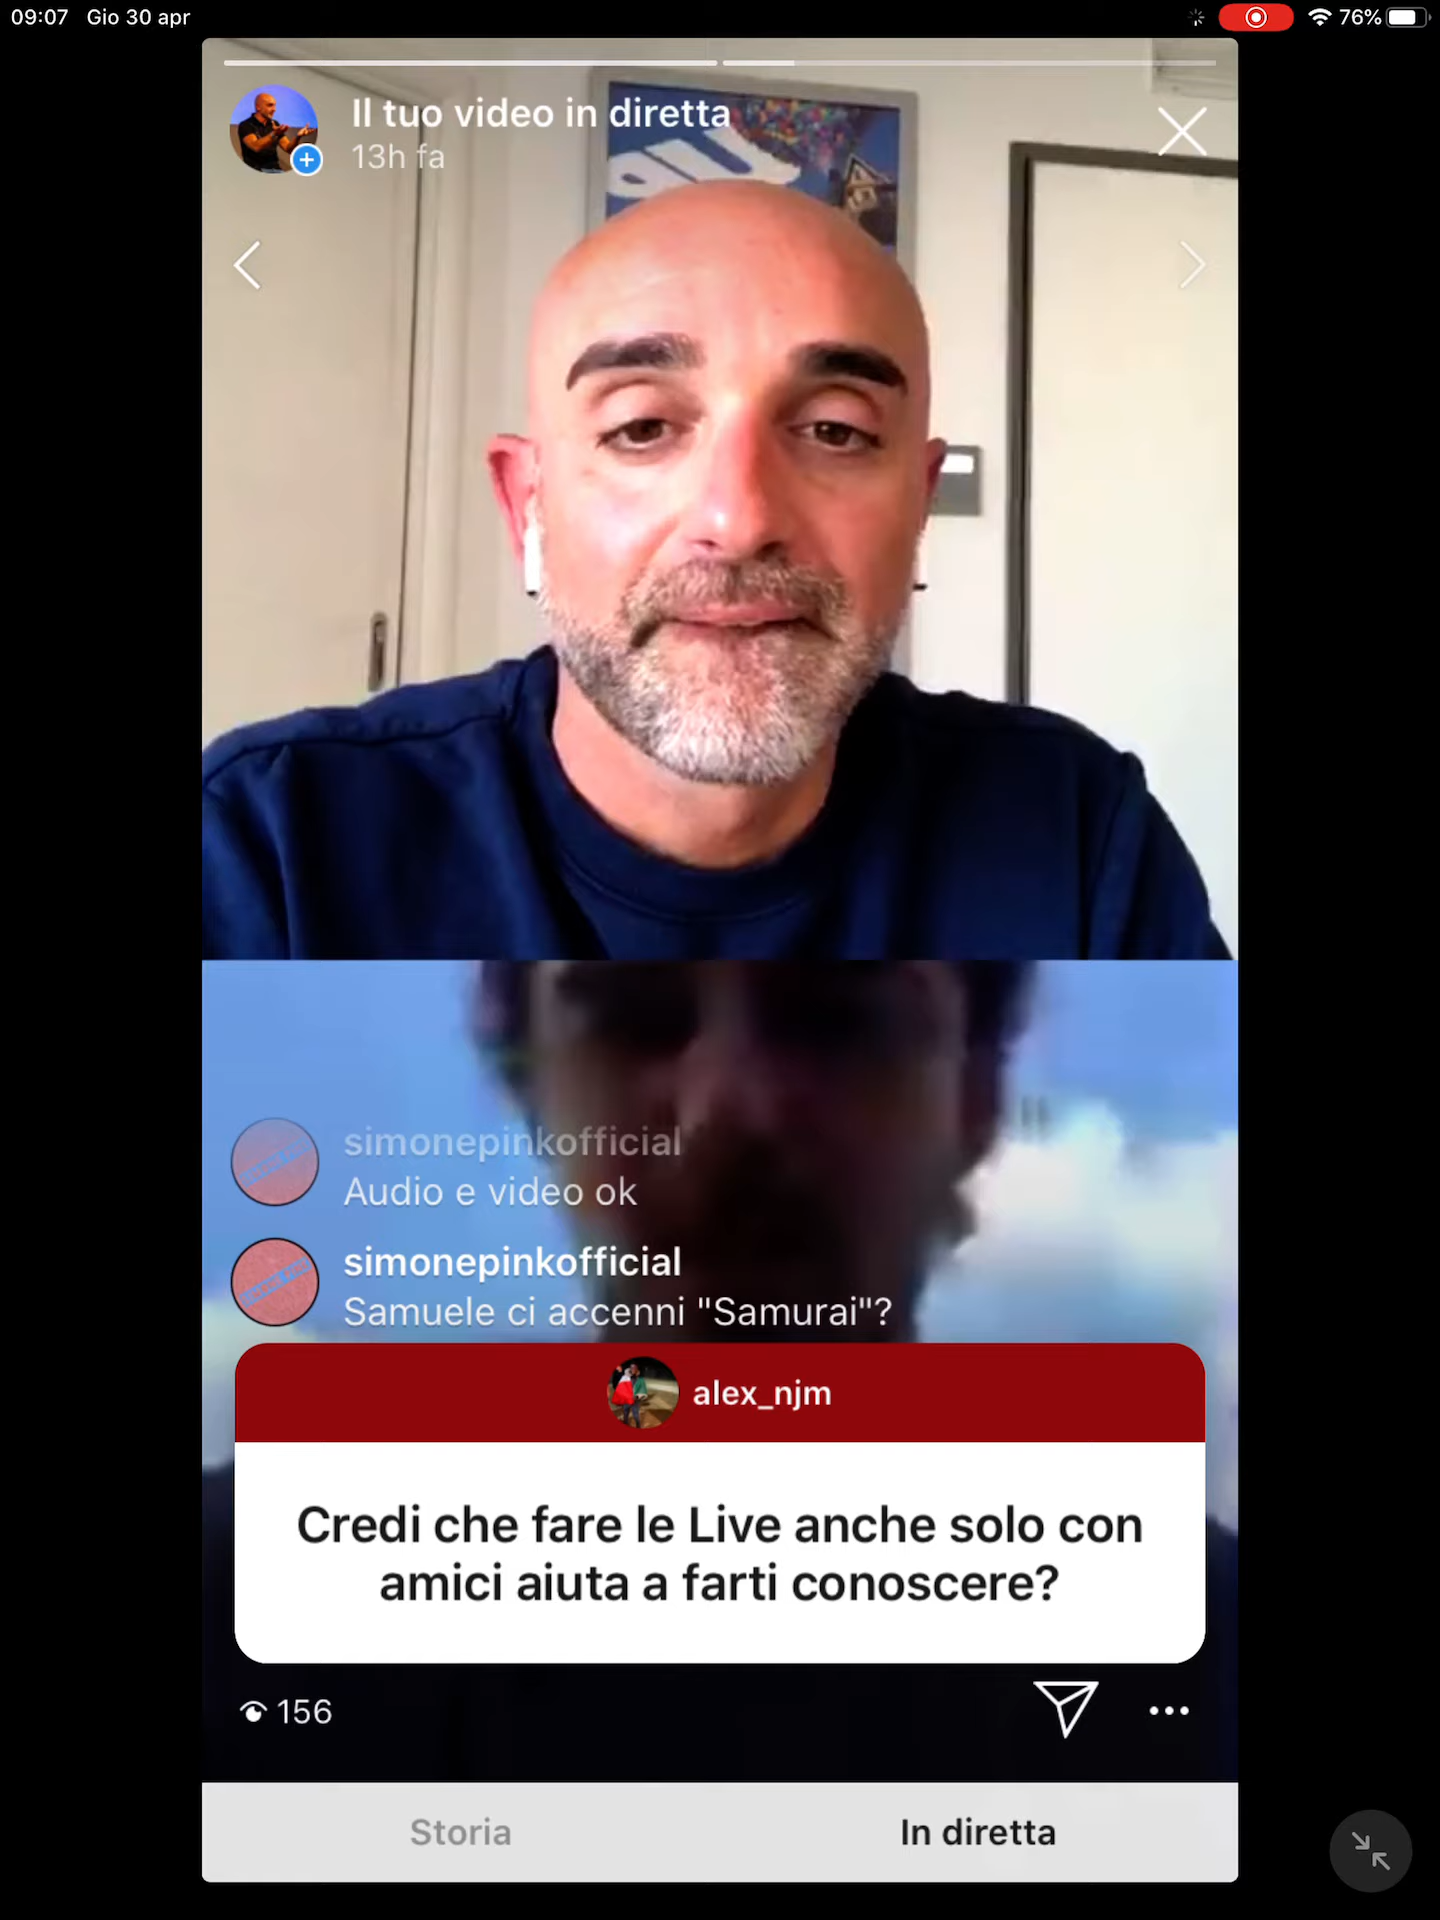 09:07 Gio 30 apr
76%
Il tuo video in diretta
13h fa
UP
simonepinkofficial
Audio e video ok
simonepinkofficial
Samuele ci accenni "Samurai"?
alex_njm
Credi che fare le Live anche solo con
amici aiuta a farti conoscere?
156
Storia
In diretta